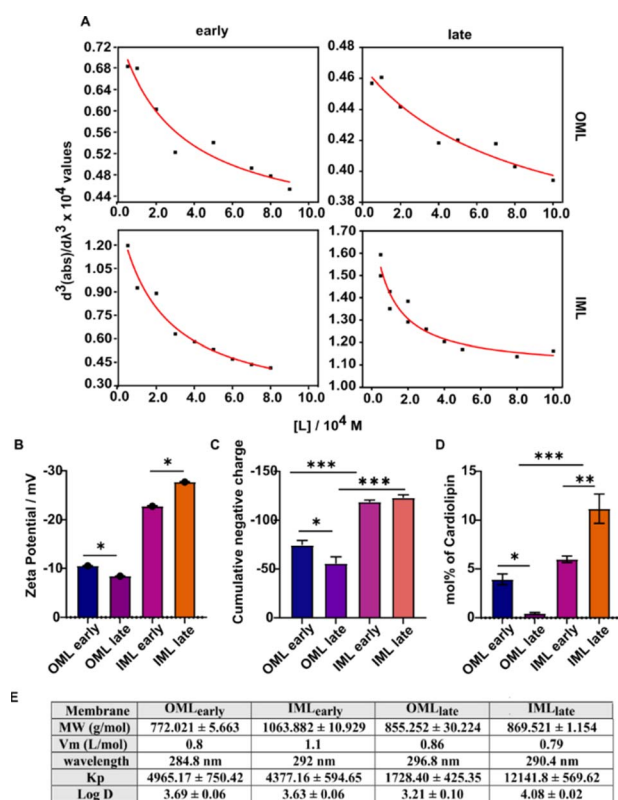 A
early
late
d³(abs)/dλ³ x 10⁴ values
0.72
0.68
0.64
0.60
0.56
0.52
0.48
0.44
0.0 2.0 4.0 6.0 8.0 10.0
0.48
0.46
0.44
0.42
0.40
0.38
0.0 2.0 4.0 6.0 8.0 10.0
OML
1.20
1.05
0.90
0.75
0.60
0.45
0.30
0.0 2.0 4.0 6.0 8.0 10.0
1.70
1.60
1.50
1.40
1.30
1.20
1.10
1.00
0.0 2.0 4.0 6.0 8.0 10.0
IML
[L] / 10⁴ M
B
Zeta Potential / mV
-30
-20
-10
0
*
*
OML early
OML late
IML early
IML late
C
Cumulative negative charge
-150
-100
-50
0
***
***
*
OML early
OML late
IML early
IML late
D
mol% of Cardiolipin
15
10
5
0
***
**
*
OML early
OML late
IML early
IML late
E
Membrane OMLearly IMLearly OMLlate IMLlate
MW (g/mol) 772.021 ± 5.663 1063.882 ± 10.929 855.252 ± 30.224 869.521 ± 1.154
Vm (L/mol) 0.8 1.1 0.86 0.79
wavelength 284.8 nm 292 nm 296.8 nm 290.4 nm
Kp 4965.17 ± 750.42 4377.16 ± 594.65 1728.40 ± 425.35 12141.8 ± 569.62
Log D 3.69 ± 0.06 3.63 ± 0.06 3.21 ± 0.10 4.08 ± 0.02